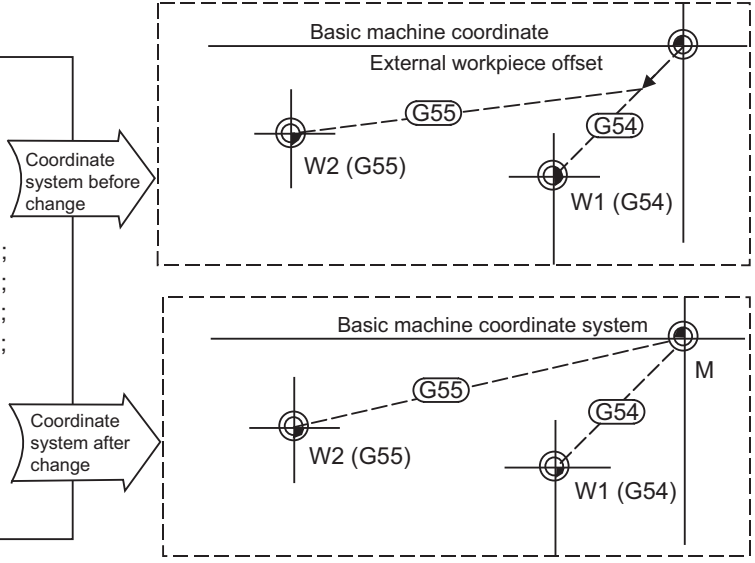 Basic machine coordinate
External workpiece offset
G55
G54
W2 (G55)
W1 (G54)
Coordinate
system before
change
;
;
;
;
Basic machine coordinate system
M
G55
G54
W2 (G55)
W1 (G54)
Coordinate
system after
change